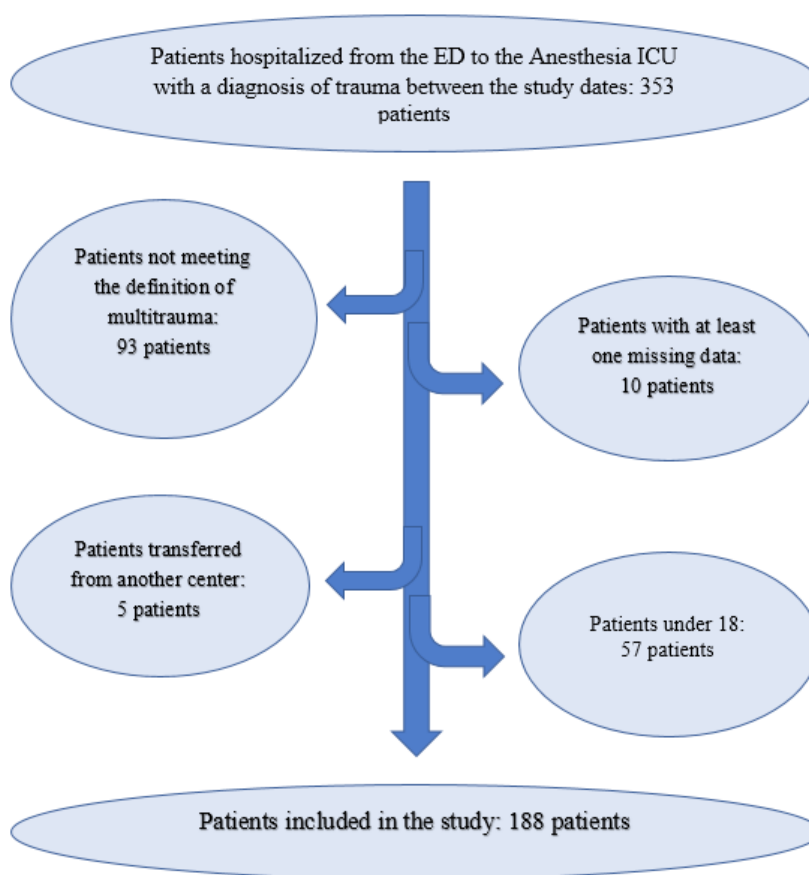 Patients hospitalized from the ED to the Anesthesia ICU
with a diagnosis of trauma between the study dates: 353
patients
Patients not meeting
the definition of
multitrauma:
93 patients
Patients with at least
one missing data:
10 patients
Patients transferred
from another center:
5 patients
Patients under 18:
57 patients
Patients included in the study: 188 patients